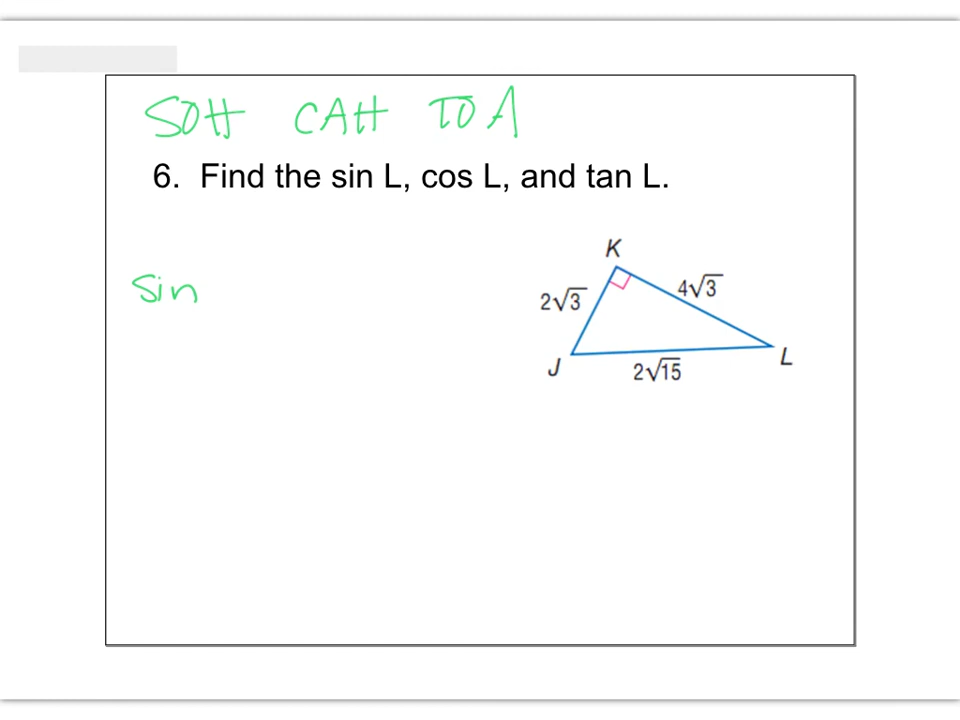 SOH CAH TOA
6. Find the sin L, cos L, and tan L.
sin
K
2√3
4√3
J
L
2√15